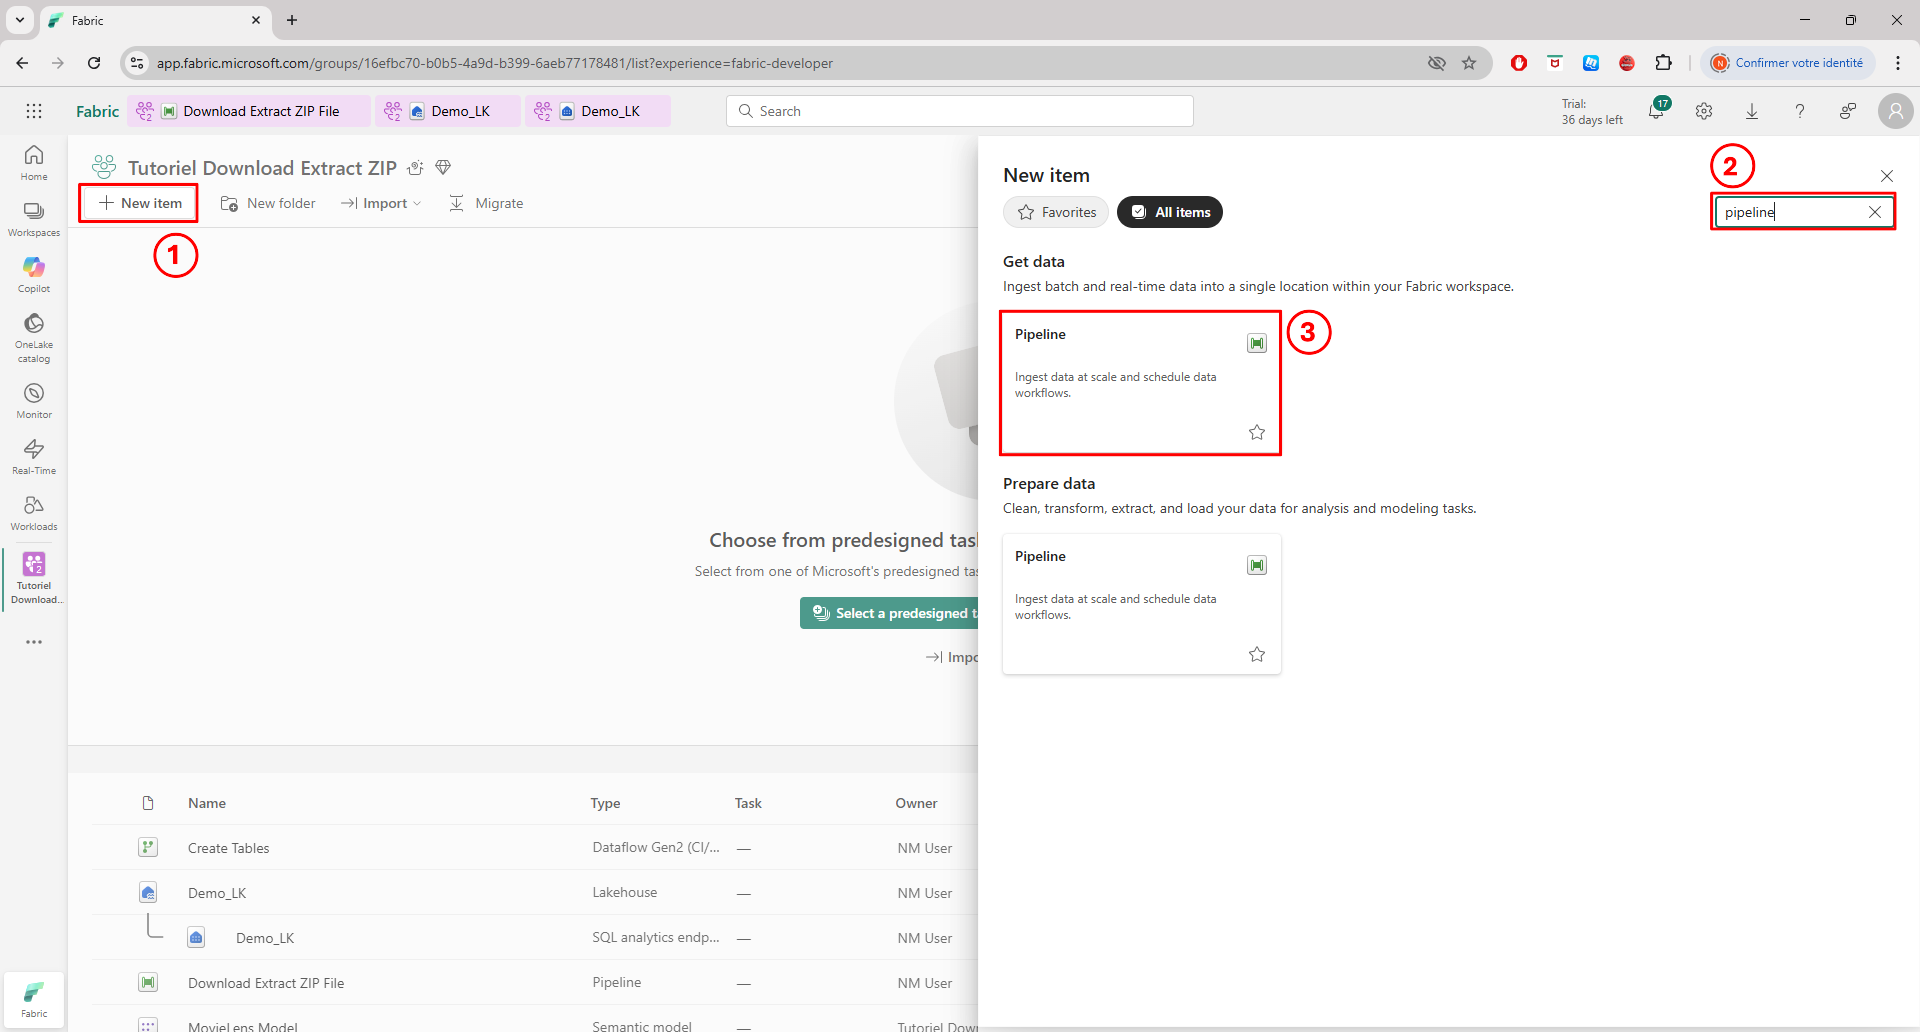 Fabric
app.fabric.microsoft.com/groups/16efbc70-b0b5-4a9d-b399-6aeb77178481/list?experience=fabric-developer
Confirmer votre identité
Fabric
Download Extract ZIP File
Demo_LK
Demo_LK
Search
Trial:
36 days left
17
Home
Workspaces
Copilot
OneLake
catalog
Monitor
Real-Time
Workloads
Tutoriel
Download...
Fabric
Tutoriel Download Extract ZIP
New item
New folder
Import
Migrate
1
Choose from predesigned tas
Select from one of Microsoft's predesigned tas
Select a predesigned t
Impo
Name Type Task Owner
Create Tables Dataflow Gen2 (CI/... — NM User
Demo_LK Lakehouse — NM User
Demo_LK SQL analytics endp... — NM User
Download Extract ZIP File Pipeline — NM User
MovieLens Model Semantic model — Tutoriel Dow
New item
2
Favorites
All items
pipeline
Get data
Ingest batch and real-time data into a single location within your Fabric workspace.
Pipeline
3
Ingest data at scale and schedule data
workflows.
Prepare data
Clean, transform, extract, and load your data for analysis and modeling tasks.
Pipeline
Ingest data at scale and schedule data
workflows.